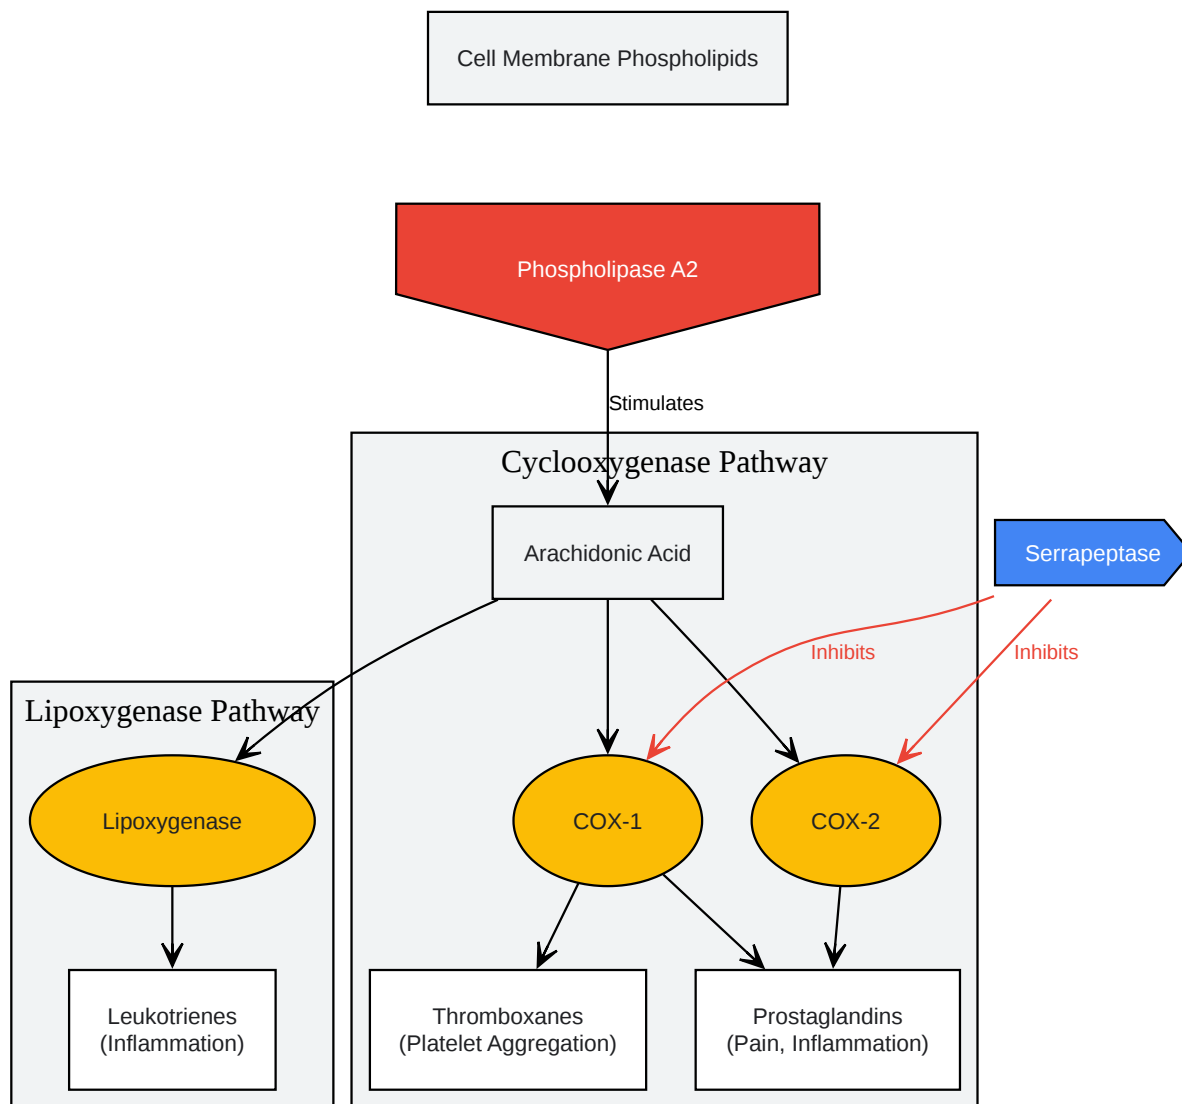 Cell Membrane Phospholipids
Phospholipase A2
Stimulates
Cyclooxygenase Pathway
Arachidonic Acid
Serrapeptase
Inhibits
Inhibits
Lipoxygenase Pathway
Lipoxygenase
COX-1
COX-2
Leukotrienes
(Inflammation)
Thromboxanes
(Platelet Aggregation)
Prostaglandins
(Pain, Inflammation)